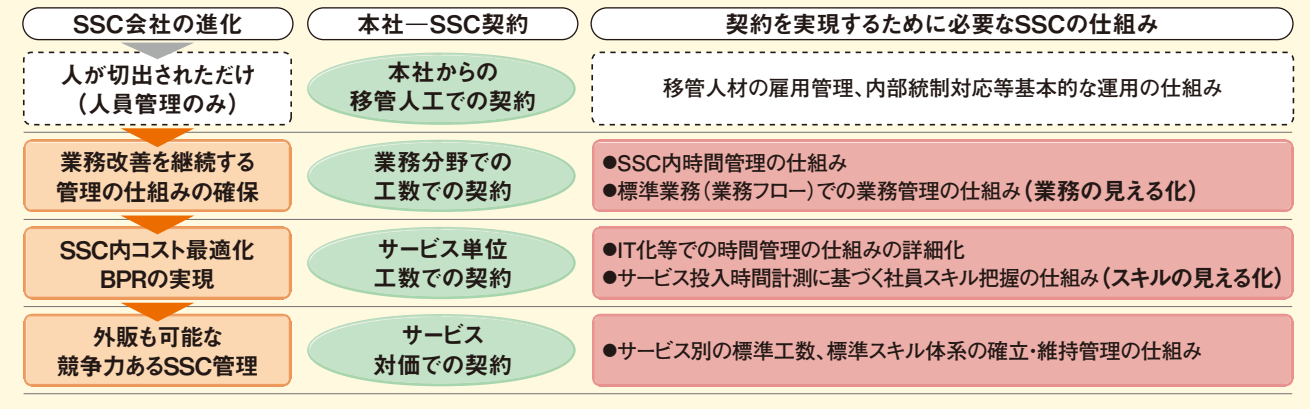 SSC会社の進化
本社―SSC契約
契約を実現するために必要なSSCの仕組み
人が切出されただけ
(人員管理のみ)
本社からの
移管人工での契約
移管人材の雇用管理、内部統制対応等基本的な運用の仕組み
業務改善を継続する
管理の仕組みの確保
業務分野での
工数での契約
●SSC内時間管理の仕組み
●標準業務(業務フロー)での業務管理の仕組み(業務の見える化)
SSC内コスト最適化
BPRの実現
サービス単位
工数での契約
●IT化等での時間管理の仕組みの詳細化
●サービス投入時間計測に基づく社員スキル把握の仕組み(スキルの見える化)
外販も可能な
競争力あるSSC管理
サービス
対価での契約
●サービス別の標準工数、標準スキル体系の確立・維持管理の仕組み